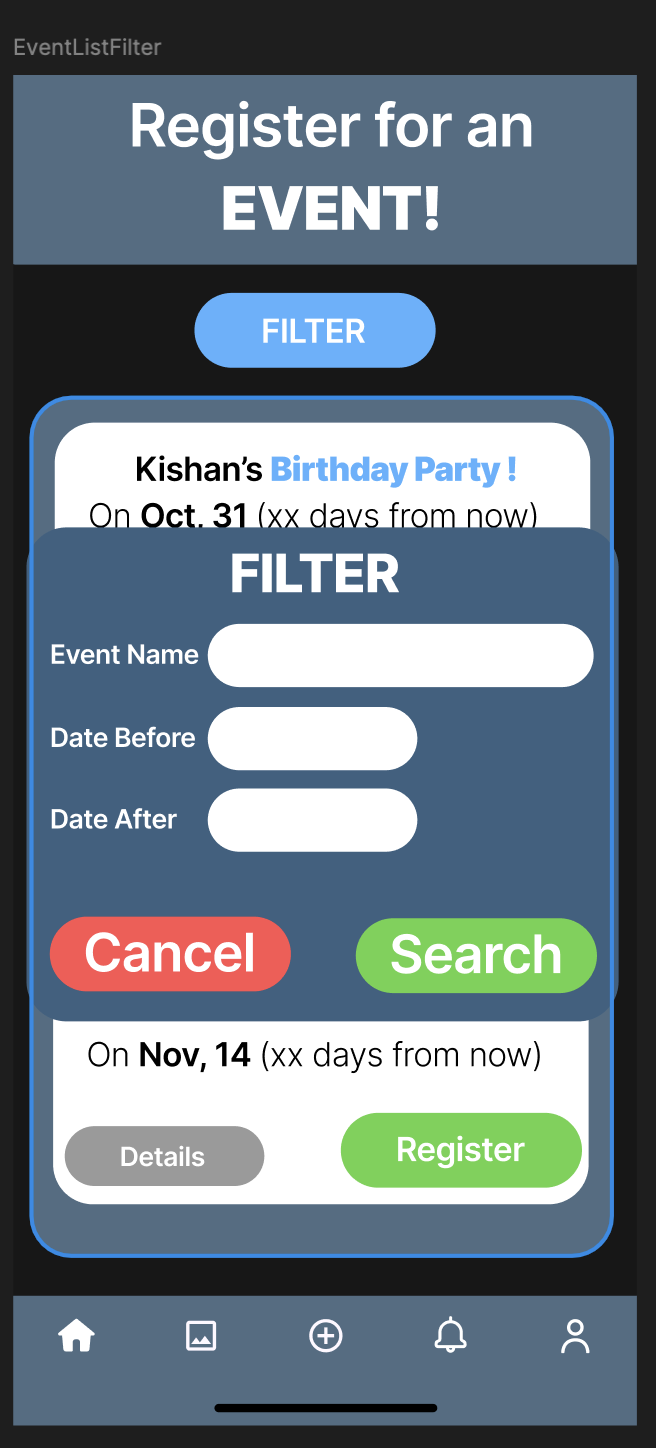 EventListFilter
Register for an
EVENT!
FILTER
Kishan’s Birthday Party !
On Oct, 31 (xx days from now)
FILTER
Event Name
Date Before
Date After
Cancel Search
On Nov, 14 (xx days from now)
Details Register